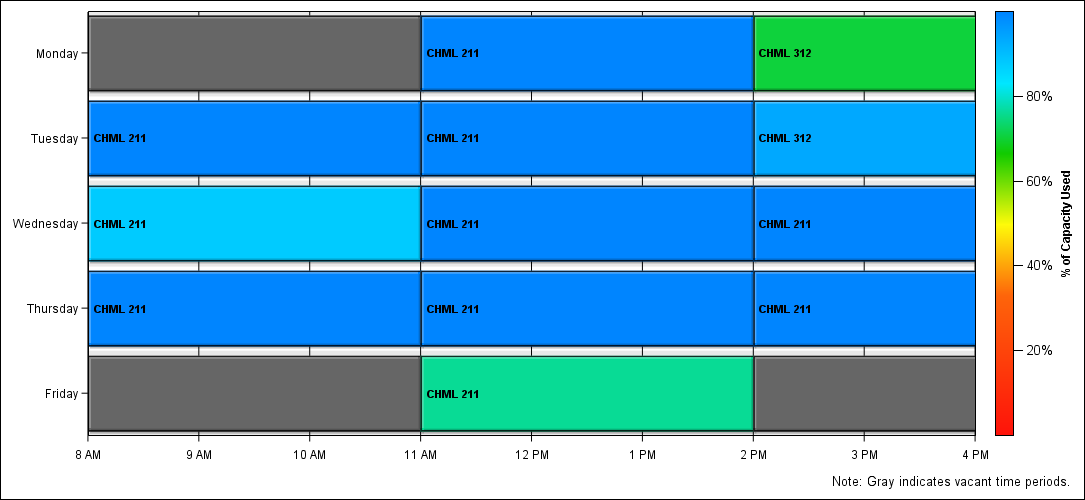 Monday
CHML 211
CHML 312
Tuesday
CHML 211
CHML 211
CHML 312
Wednesday
CHML 211
CHML 211
CHML 211
Thursday
CHML 211
CHML 211
CHML 211
Friday
CHML 211
8 AM
9 AM
10 AM
11 AM
12 PM
1 PM
2 PM
3 PM
4 PM
80%
60%
40%
20%
% of Capacity Used
Note: Gray indicates vacant time periods.